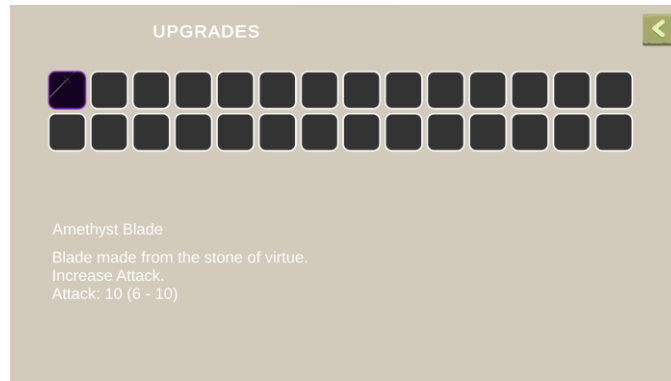 UPGRADES
Amethyst Blade
Blade made from the stone of virtue.
Increase Attack.
Attack: 10 (6 - 10)